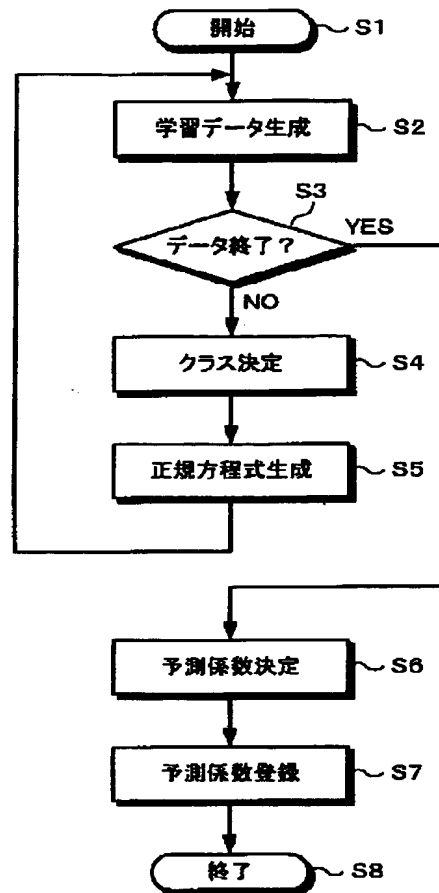 開始 S1
学習データ生成 S2
S3
データ終了? YES
NO
クラス決定 S4
正規方程式生成 S5
予測係数決定 S6
予測係数登録 S7
終了 S8